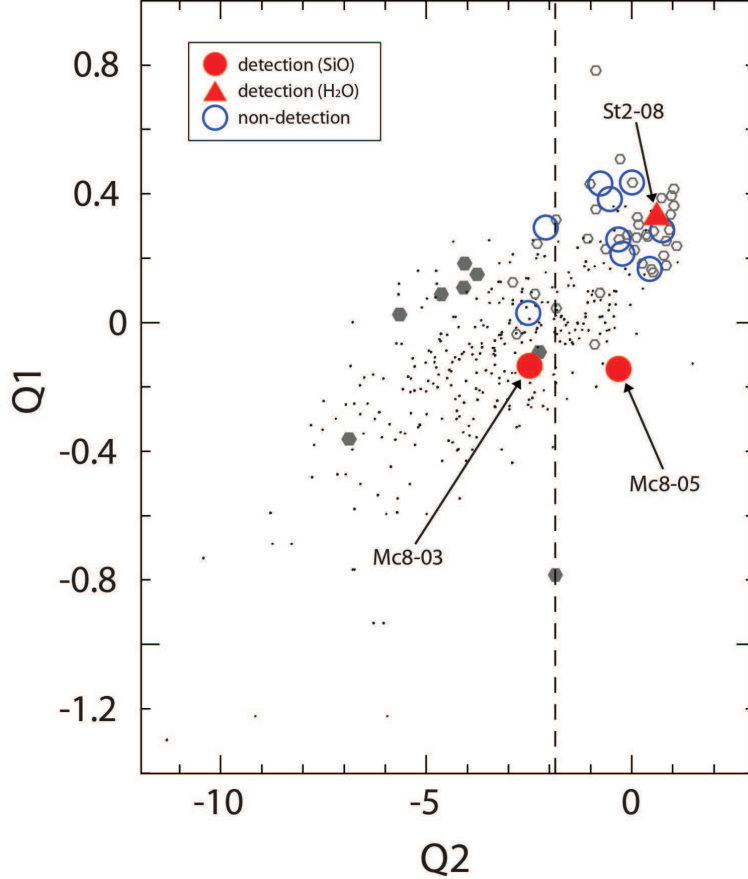 detection (SiO)
detection (H₂O)
non-detection
St2-08
Mc8-05
Mc8-03
0.8
0.4
0
-0.4
-0.8
-1.2
Q1
-10
-5
0
Q2